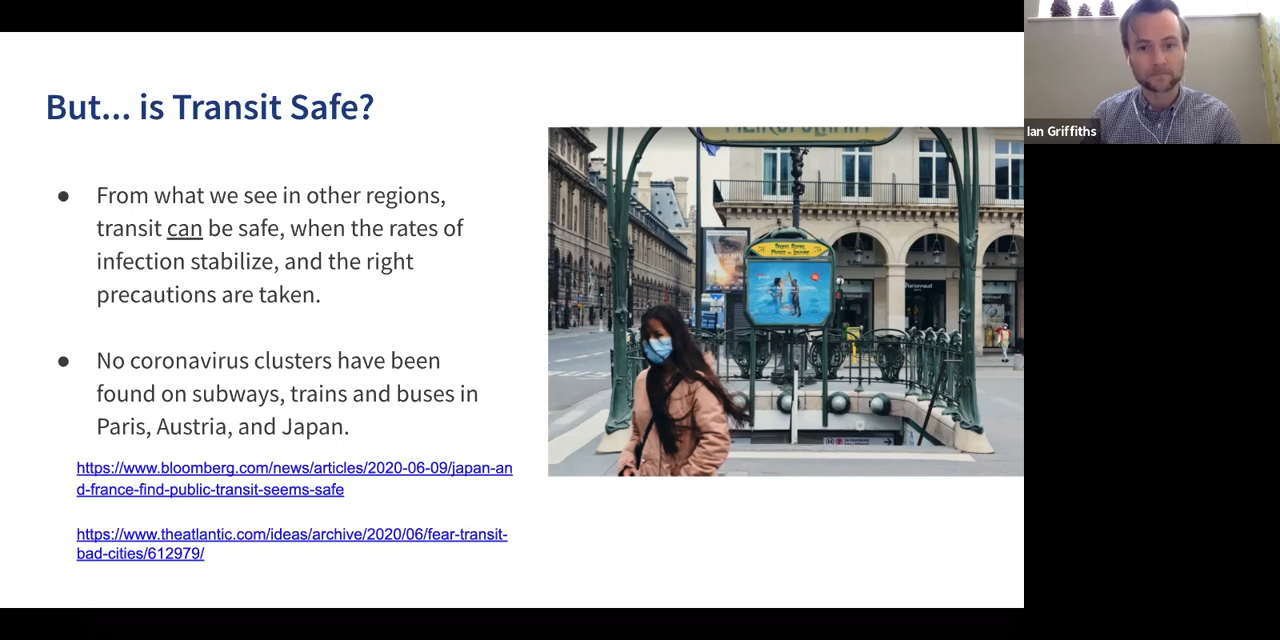 But... is Transit Safe?
● From what we see in other regions,
transit can be safe, when the rates of
infection stabilize, and the right
precautions are taken.
● No coronavirus clusters have been
found on subways, trains and buses in
Paris, Austria, and Japan.
https://www.bloomberg.com/news/articles/2020-06-09/japan-an
d-france-find-public-transit-seems-safe
https://www.theatlantic.com/ideas/archive/2020/06/fear-transit-
bad-cities/612979/
Ian Griffiths